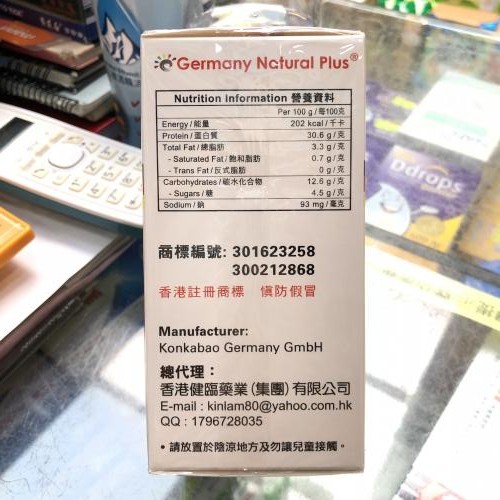 Germany Natural Plus®
Nutrition Information 營養資料
Per 100 g / 每100克
Energy / 能量 202 kcal / 千卡
Protein / 蛋白質 30.6 g / 克
Total Fat / 總脂肪 3.3 g / 克
- Saturated Fat / 飽和脂肪 0.7 g / 克
- Trans Fat / 反式脂肪 0 g / 克
Carbohydrates / 碳水化合物 12.6 g / 克
- Sugars / 糖 4.5 g / 克
Sodium / 鈉 93 mg / 毫克
商標編號: 301623258
300212868
香港註冊商標 慎防假冒
Manufacturer:
Konkabao Germany GmbH
總代理：
香港健臨藥業(集團)有限公司
E-mail : kinlam80@yahoo.com.hk
QQ : 1796728035
• 請放置於陰涼地方及勿讓兒童接觸。
Ddrops